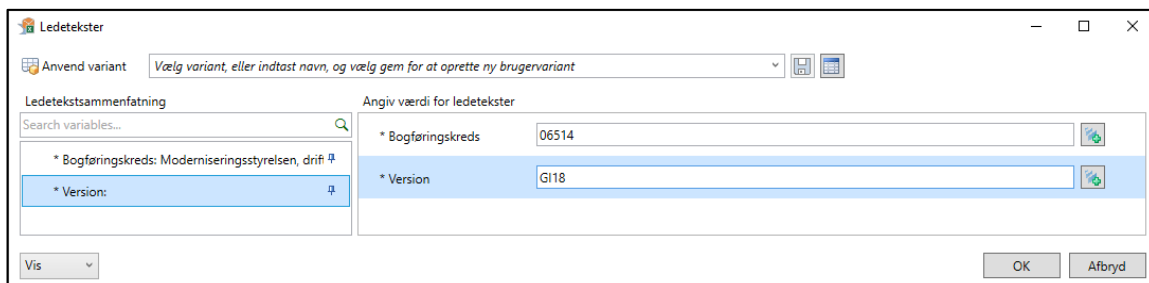 Ledetekster
Anvend variant Vælg variant, eller indtast navn, og vælg gem for at oprette ny brugervariant
Ledetekstsammenfatning
Search variables...
* Bogføringskreds: Moderniseringsstyrelsen, drift
* Version:
Angiv værdi for ledetekster
* Bogføringskreds 06514
* Version GI18
Vis
OK Afbryd